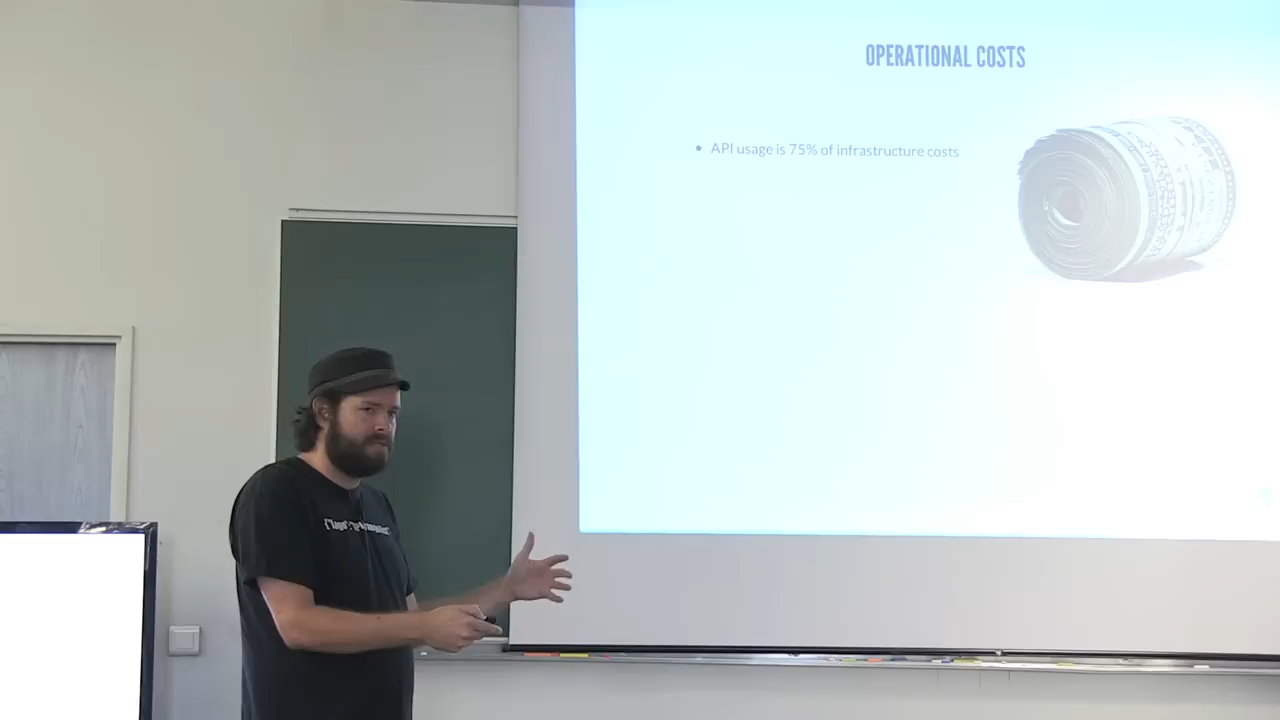 OPERATIONAL COSTS
• API usage is 75% of infrastructure costs